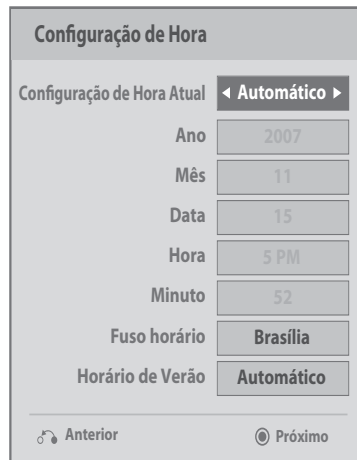 Configuração de Hora
Configuração de Hora Atual ◄ Automático ►
Ano 2007
Mês 11
Data 15
Hora 5 PM
Minuto 52
Fuso horário Brasília
Horário de Verão Automático
Anterior Próximo